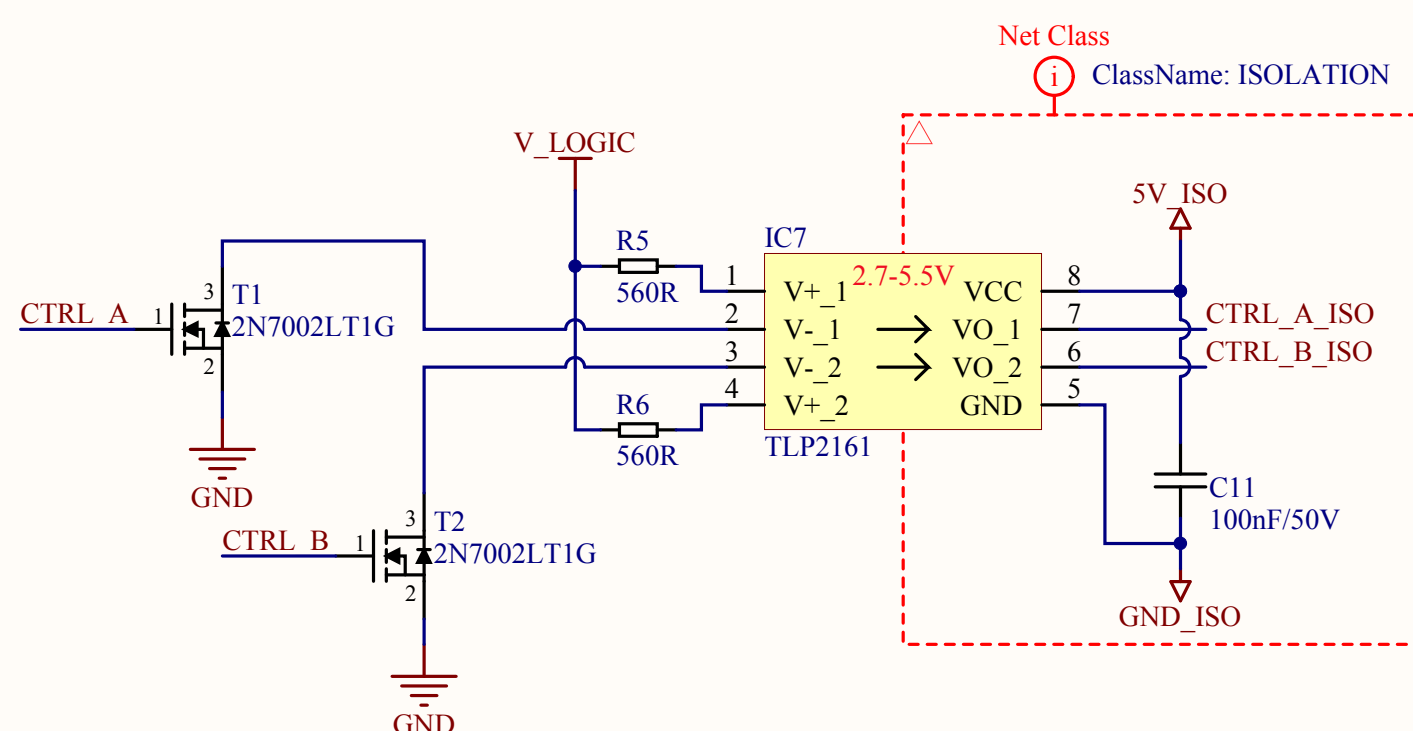 Net Class
i
ClassName: ISOLATION
V_LOGIC
5V_ISO
R5
560R
IC7
2.7-5.5V
1
V+_1
VCC
8
3
T1
CTRL_A
1
2N7002LT1G
2
2
V-_1
VO_1
7
CTRL_A_ISO
3
V-_2
VO_2
6
CTRL_B_ISO
4
V+_2
GND
5
R6
560R
TLP2161
GND
C11
100nF/50V
3
T2
CTRL_B
1
2N7002LT1G
2
GND_ISO
GND